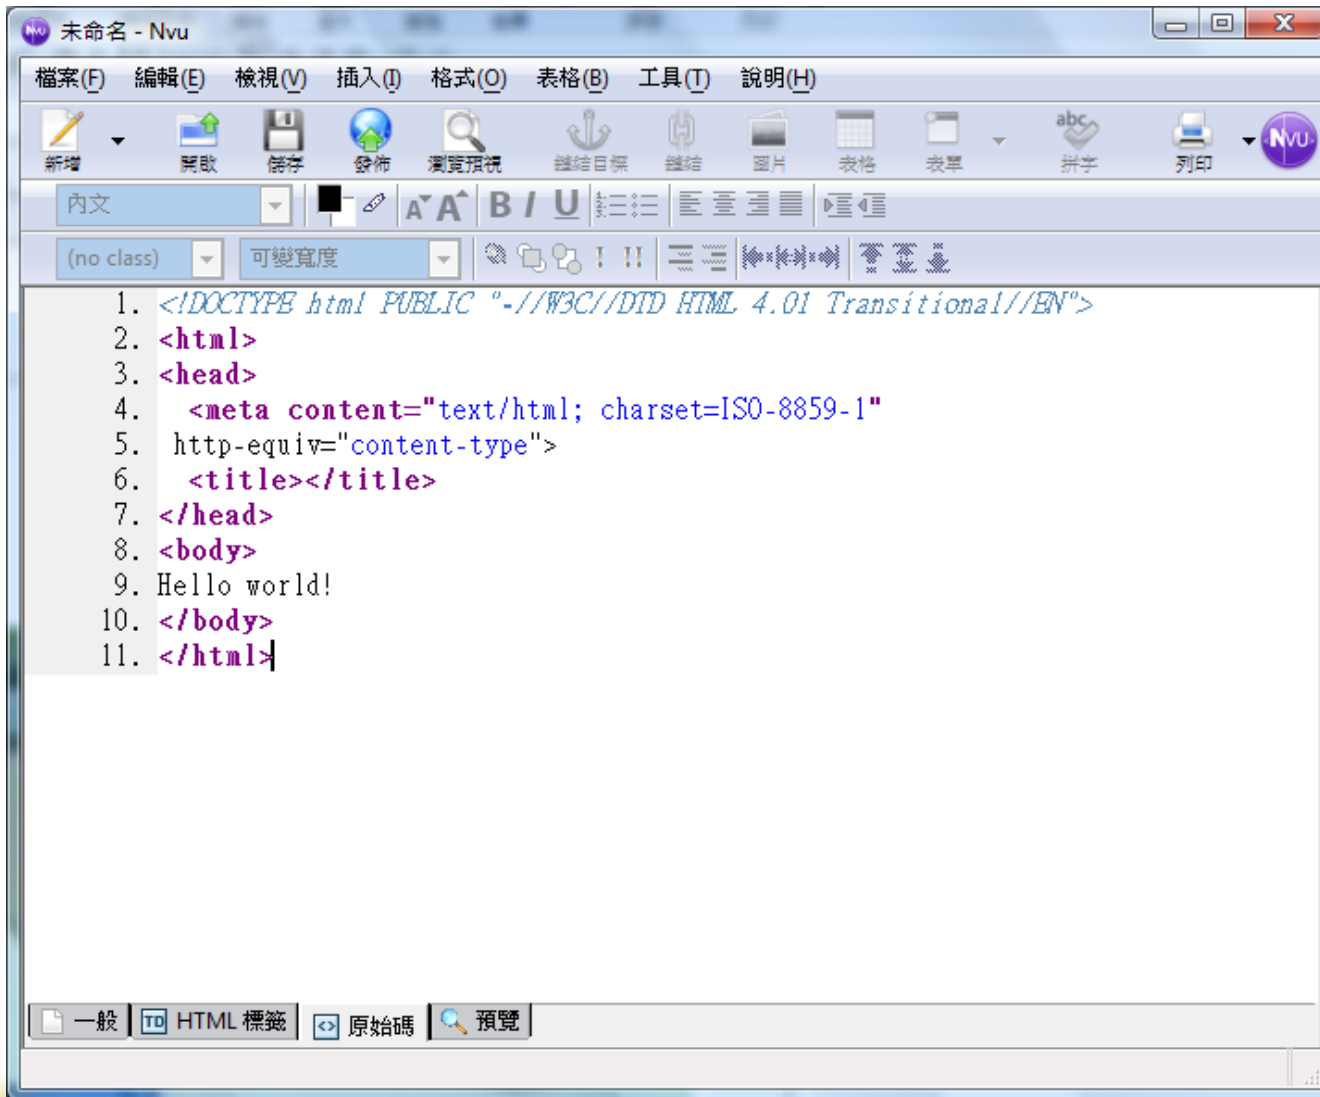 未命名 - Nvu
檔案(F) 編輯(E) 檢視(V) 插入(I) 格式(O) 表格(B) 工具(T) 說明(H)
新增 開啟 儲存 發佈 瀏覽預視 鏈結目標 鏈結 圖片 表格 表單 abc 拼字 列印 NVU
內文 A A B I U
(no class) 可變寬度 ! !!
1. <!DOCTYPE html PUBLIC "-//W3C//DTD HTML 4.01 Transitional//EN">
2. <html>
3. <head>
4. <meta content="text/html; charset=ISO-8859-1"
5. http-equiv="content-type">
6. <title></title>
7. </head>
8. <body>
9. Hello world!
10. </body>
11. </html>
一般 TD HTML 標籤 原始碼 預覽